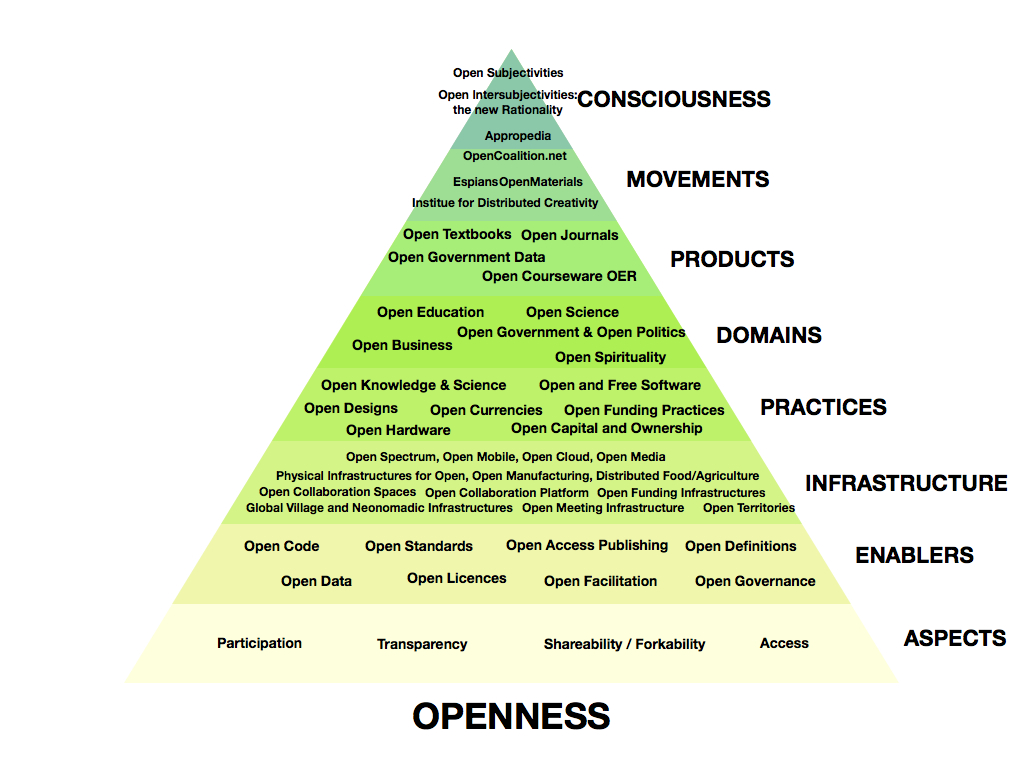 Open Subjectivities
Open Intersubjectivities:
the new Rationality
CONSCIOUSNESS
Appropedia
OpenCoalition.net
EspiansOpenMaterials
MOVEMENTS
Institue for Distributed Creativity
Open Textbooks Open Journals
Open Government Data
PRODUCTS
Open Courseware OER
Open Education Open Science
Open Government & Open Politics
DOMAINS
Open Business
Open Spirituality
Open Knowledge & Science Open and Free Software
Open Designs Open Currencies Open Funding Practices
PRACTICES
Open Hardware Open Capital and Ownership
Open Spectrum, Open Mobile, Open Cloud, Open Media
Physical Infrastructures for Open, Open Manufacturing, Distributed Food/Agriculture
INFRASTRUCTURE
Open Collaboration Spaces Open Collaboration Platform Open Funding Infrastructures
Global Village and Neonomadic Infrastructures Open Meeting Infrastructure Open Territories
Open Code Open Standards Open Access Publishing Open Definitions
ENABLERS
Open Data Open Licences Open Facilitation Open Governance
Participation Transparency Shareability / Forkability Access
ASPECTS
OPENNESS